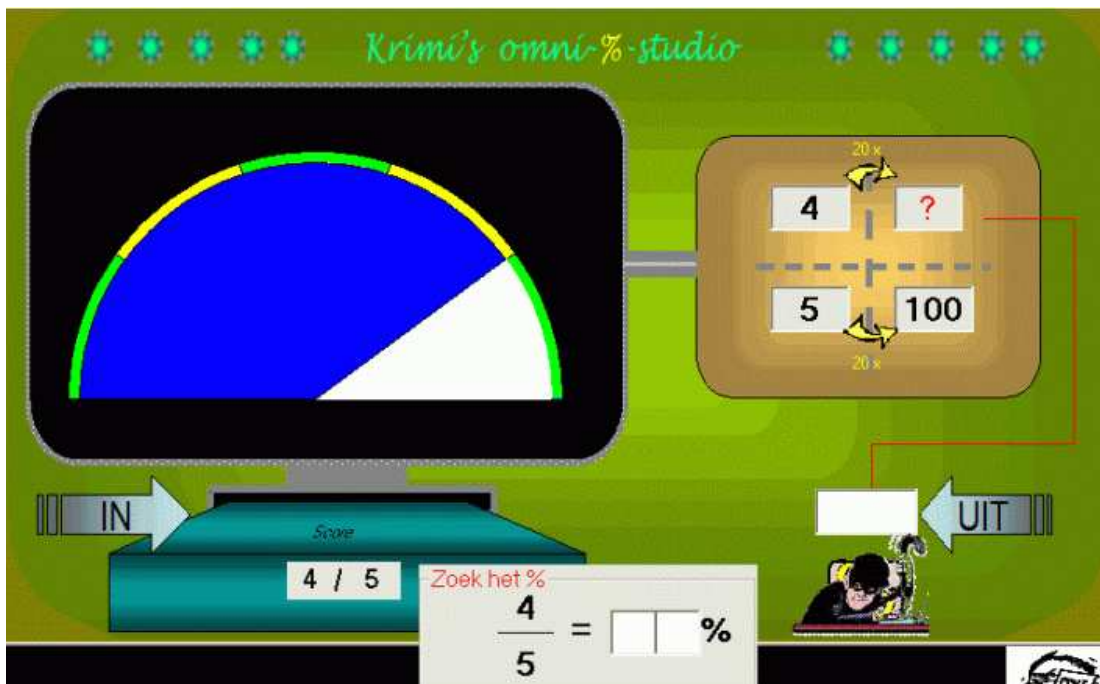 Krimi's omni-%-studio
20 x
4 ?
5 100
20 x
IN
UIT
Score
4 / 5
Zoek het %
4
5
= %